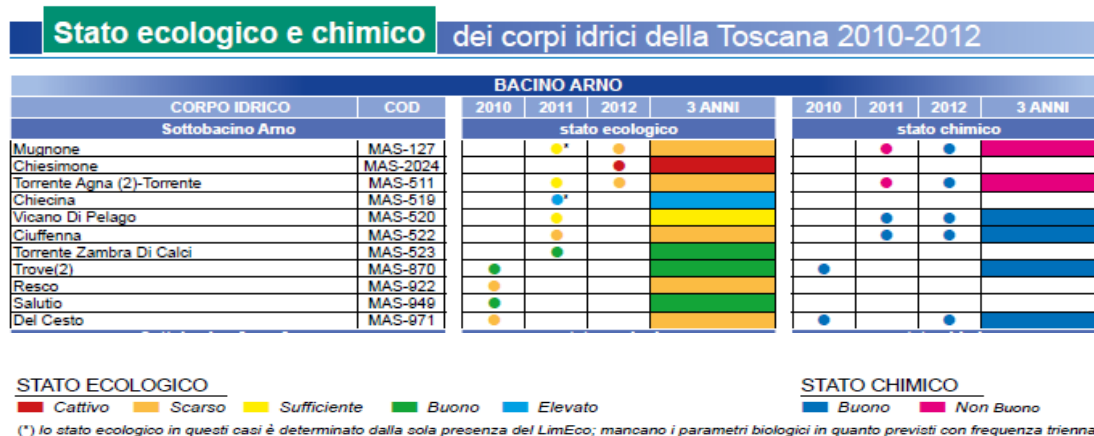 Stato ecologico e chimico dei corpi idrici della Toscana 2010-2012
BACINO ARNO
CORPO IDRICO COD 2010 2011 2012 3 ANNI 2010 2011 2012 3 ANNI
Sottobacino Arno stato ecologico stato chimico
Mugnone MAS-127 *
Chiesimone MAS-2024
Torrente Agna (2)-Torrente MAS-511
Chiecina MAS-519 *
Vicano Di Pelago MAS-520
Ciuffenna MAS-522
Torrente Zambra Di Calci MAS-523
Trove(2) MAS-870
Resco MAS-922
Salutio MAS-949
Del Cesto MAS-971
STATO ECOLOGICO STATO CHIMICO
Cattivo Scarso Sufficiente Buono Elevato Buono Non Buono
(*) lo stato ecologico in questi casi è determinato dalla sola presenza del LimEco; mancano i parametri biologici in quanto previsti con frequenza trienna